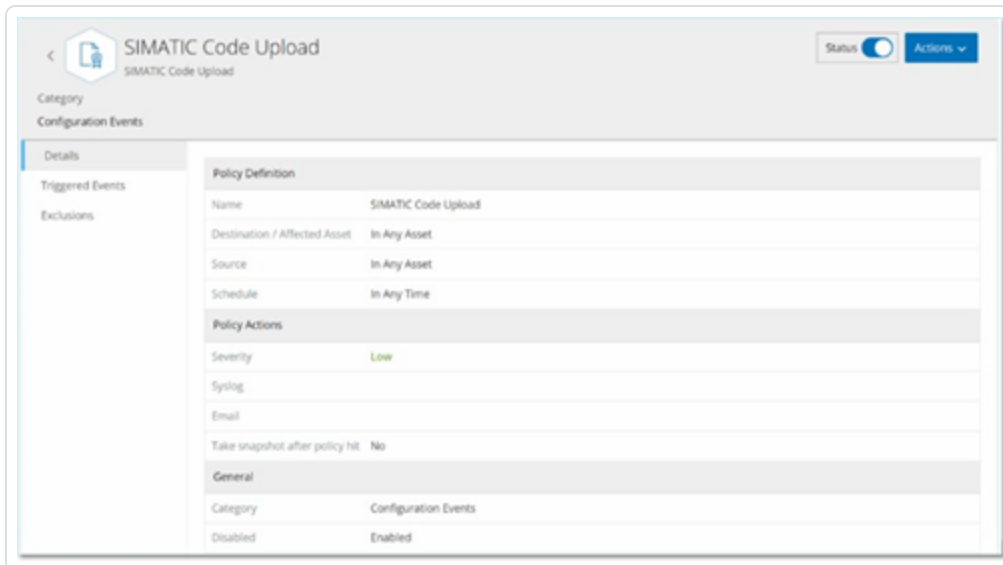 SIMATIC Code Upload
SIMATIC Code Upload
Status
Actions
Category
Configuration Events
Details
Triggered Events
Exclusions
Policy Definition
Name SIMATIC Code Upload
Destination / Affected Asset In Any Asset
Source In Any Asset
Schedule In Any Time
Policy Actions
Severity Low
Syslog
Email
Take snapshot after policy hit No
General
Category Configuration Events
Disabled Enabled